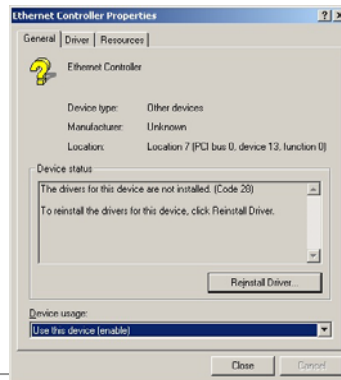 Ethernet Controller Properties
General Driver Resources
Ethernet Controller
Device type: Other devices
Manufacturer: Unknown
Location: Location 7 (PCI bus 0, device 13, function 0)
Device status
The drivers for this device are not installed. (Code 28)
To reinstall the drivers for this device, click Reinstall Driver.
Reinstall Driver...
Device usage:
Use this device (enable)
Close Cancel